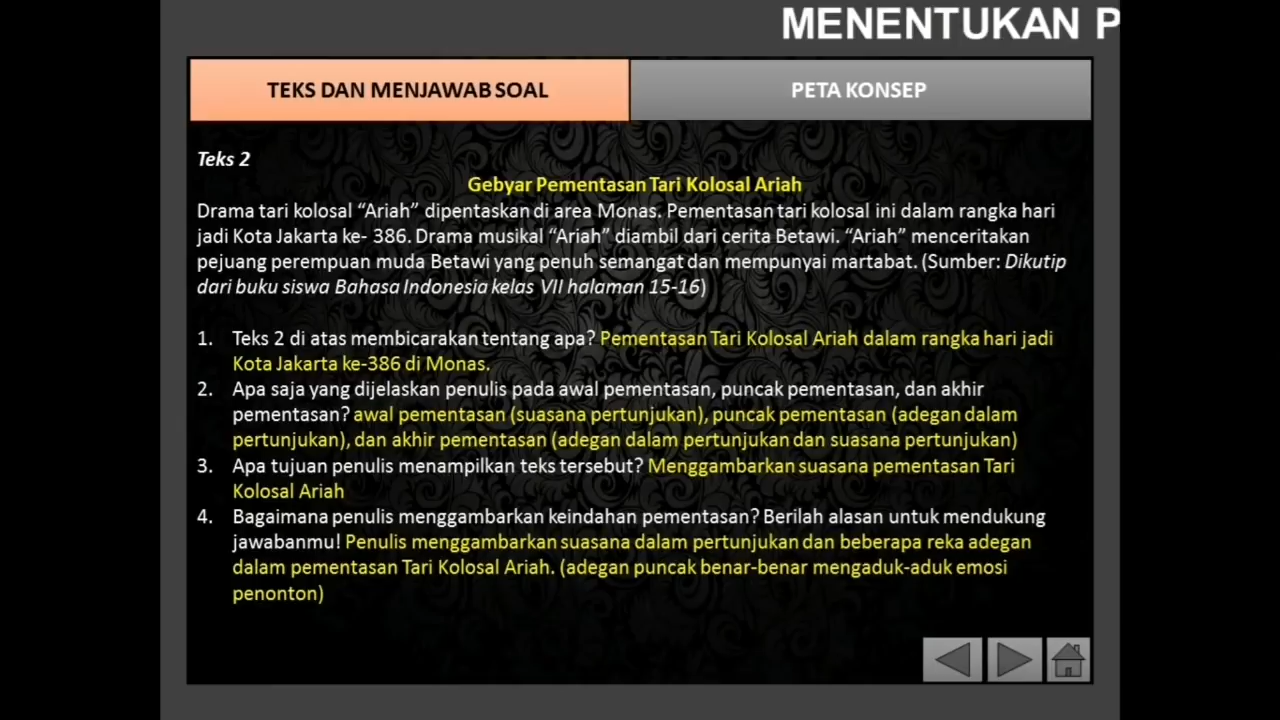 MENENTUKAN P
TEKS DAN MENJAWAB SOAL
PETA KONSEP
Teks 2
Gebyar Pementasan Tari Kolosal Ariah
Drama tari kolosal “Ariah” dipentaskan di area Monas. Pementasan tari kolosal ini dalam rangka hari
jadi Kota Jakarta ke- 386. Drama musikal “Ariah” diambil dari cerita Betawi. “Ariah” menceritakan
pejuang perempuan muda Betawi yang penuh semangat dan mempunyai martabat. (Sumber: Dikutip
dari buku siswa Bahasa Indonesia kelas VII halaman 15-16)
1. Teks 2 di atas membicarakan tentang apa? Pementasan Tari Kolosal Ariah dalam rangka hari jadi
Kota Jakarta ke-386 di Monas.
2. Apa saja yang dijelaskan penulis pada awal pementasan, puncak pementasan, dan akhir
pementasan? awal pementasan (suasana pertunjukan), puncak pementasan (adegan dalam
pertunjukan), dan akhir pementasan (adegan dalam pertunjukan dan suasana pertunjukan)
3. Apa tujuan penulis menampilkan teks tersebut? Menggambarkan suasana pementasan Tari
Kolosal Ariah
4. Bagaimana penulis menggambarkan keindahan pementasan? Berilah alasan untuk mendukung
jawabanmu! Penulis menggambarkan suasana dalam pertunjukan dan beberapa reka adegan
dalam pementasan Tari Kolosal Ariah. (adegan puncak benar-benar mengaduk-aduk emosi
penonton)